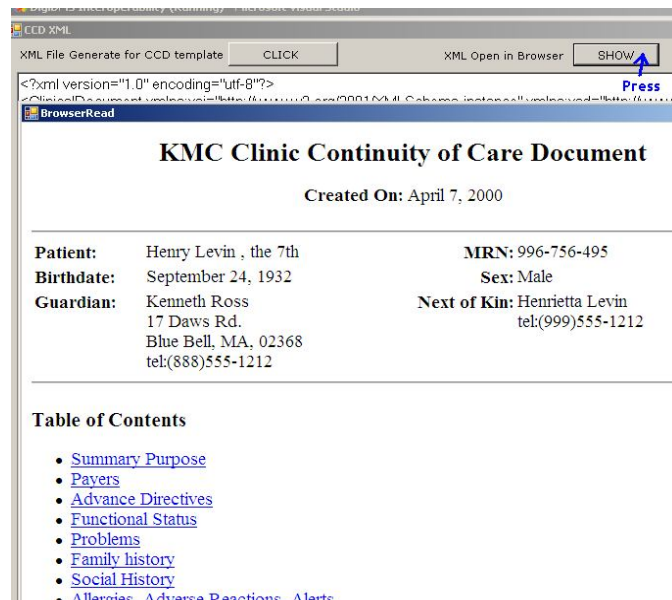 CCD XML
XML File Generate for CCD template CLICK XML Open in Browser SHOW
Press
<?xml version="1.0" encoding="utf-8"?>
BrowserRead
KMC Clinic Continuity of Care Document
Created On: April 7, 2000
Patient: Henry Levin , the 7th MRN: 996-756-495
Birthdate: September 24, 1932 Sex: Male
Guardian: Kenneth Ross Next of Kin: Henrietta Levin
17 Daws Rd. tel:(999)555-1212
Blue Bell, MA, 02368
tel:(888)555-1212
Table of Contents
Summary Purpose
Payers
Advance Directives
Functional Status
Problems
Family history
Social History
Allergies, Adverse Reactions, Alerts